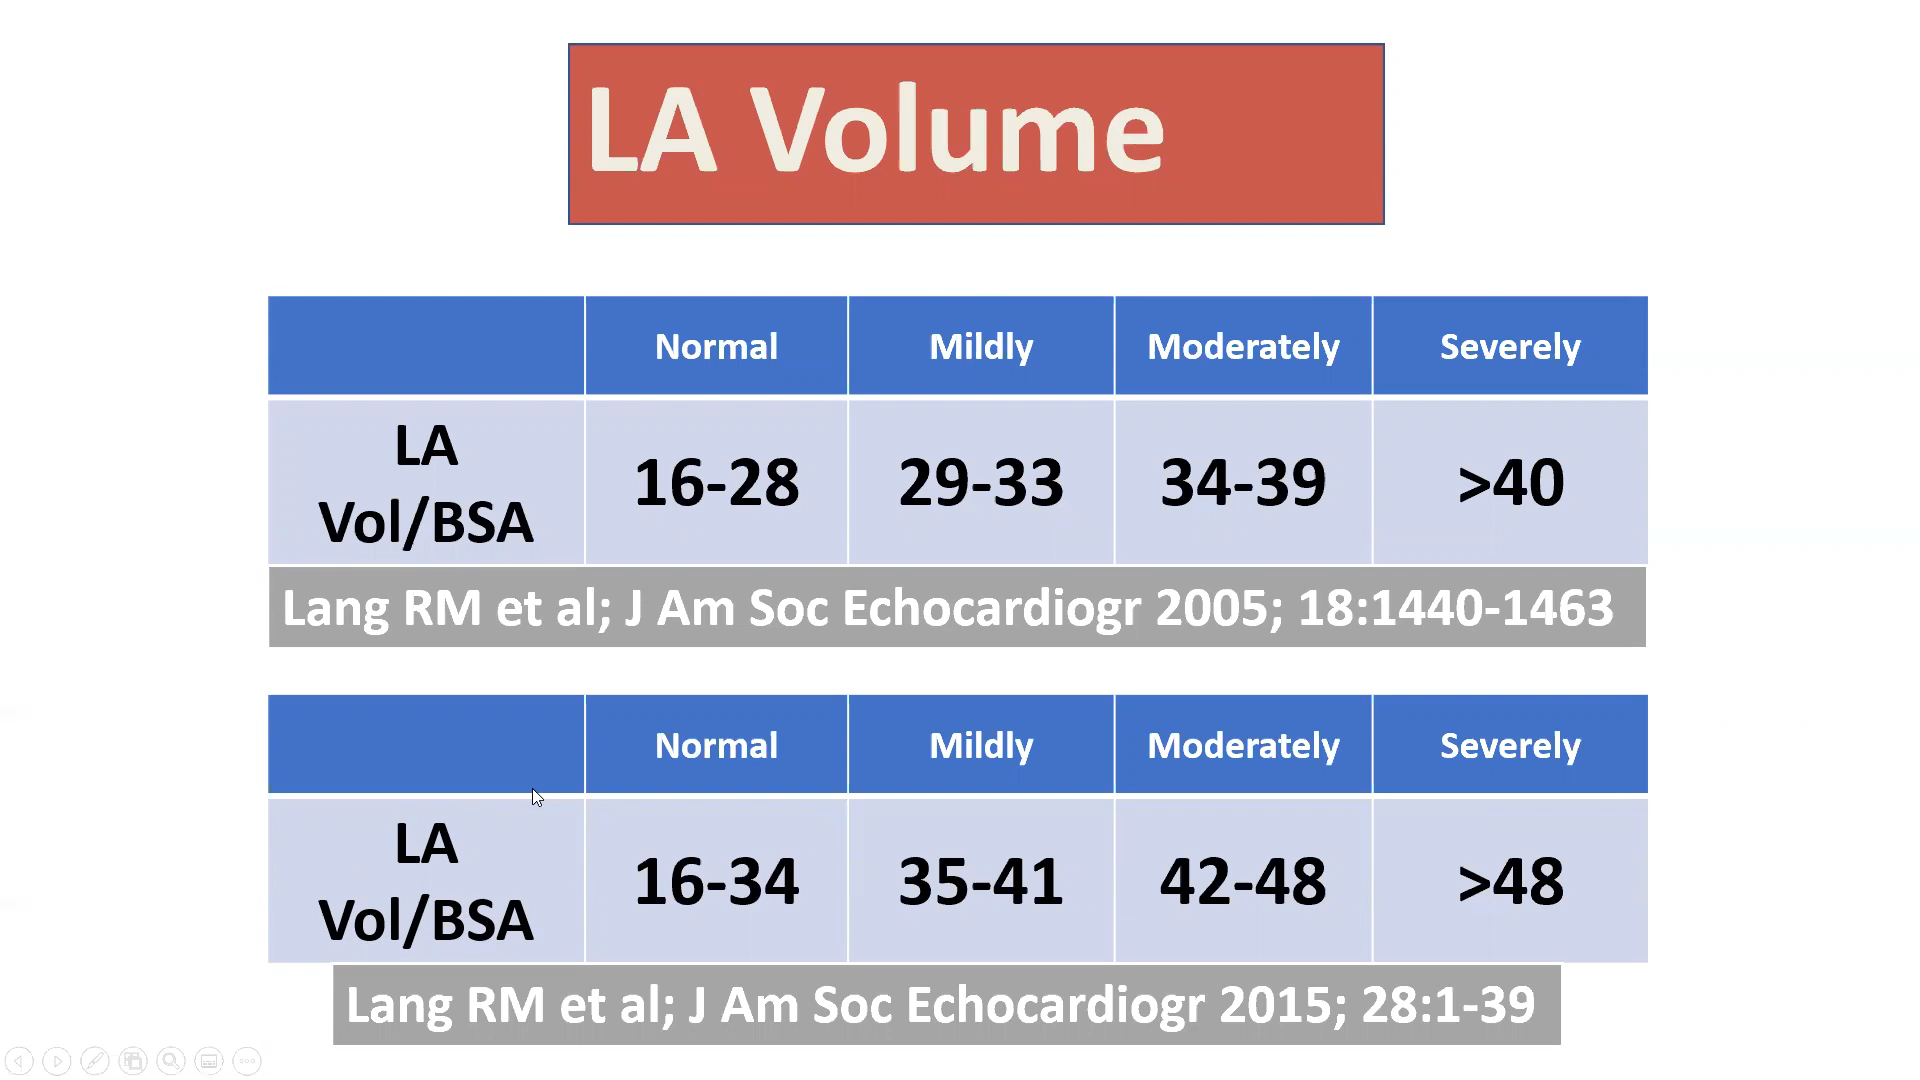 LA Volume
Normal Mildly Moderately Severely
LA
Vol/BSA
16-28 29-33 34-39 >40
Lang RM et al; J Am Soc Echocardiogr 2005; 18:1440-1463
Normal Mildly Moderately Severely
LA
Vol/BSA
16-34 35-41 42-48 >48
Lang RM et al; J Am Soc Echocardiogr 2015; 28:1-39